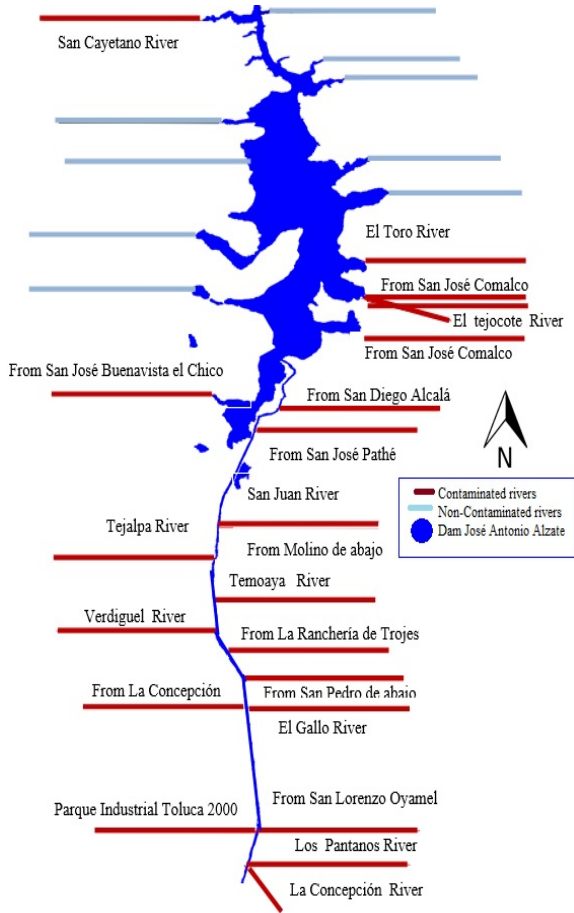 San Cayetano River
El Toro River
From San José Comalco
El tejocote River
From San José Comalco
From San José Buenavista el Chico
From San Diego Alcalá
From San José Pathé
N
Contaminated rivers
Non-Contaminated rivers
Dam José Antonio Alzate
San Juan River
Tejalpa River
From Molino de abajo
Temoaya River
Verdiguel River
From La Ranchería de Trojes
From La Concepción
From San Pedro de abajo
El Gallo River
From San Lorenzo Oyamel
Parque Industrial Toluca 2000
Los Pantanos River
La Concepción River